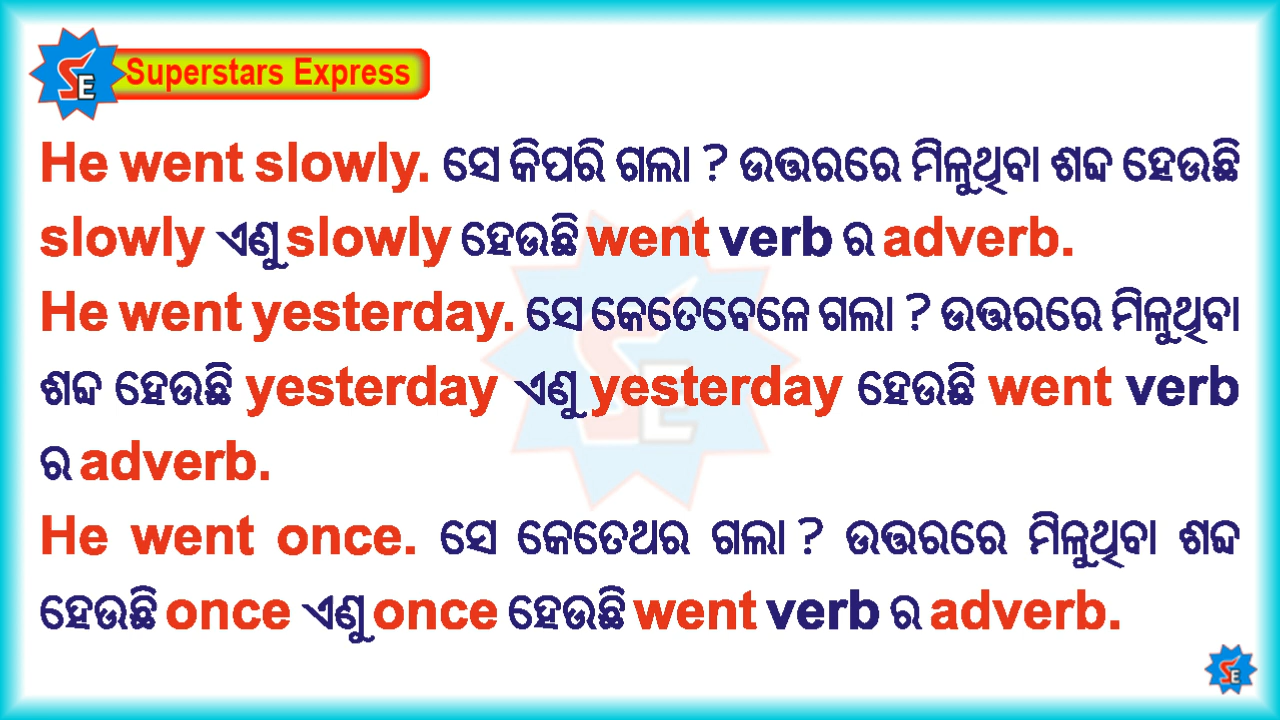 SE Superstars Express
He went slowly. ସେ କିପରି ଗଲା ? ଉତ୍ତରରେ ମିଳୁଥିବା ଶବ୍ଦ ହେଉଛି
slowly ଏଣୁ slowly ହେଉଛି went verb ର adverb.
He went yesterday. ସେ କେତେବେଳେ ଗଲା ? ଉତ୍ତରରେ ମିଳୁଥିବା
ଶବ୍ଦ ହେଉଛି yesterday ଏଣୁ yesterday ହେଉଛି went verb
ର adverb.
He went once. ସେ କେତେଥର ଗଲା ? ଉତ୍ତରରେ ମିଳୁଥିବା ଶବ୍ଦ
ହେଉଛି once ଏଣୁ once ହେଉଛି went verb ର adverb.
SE